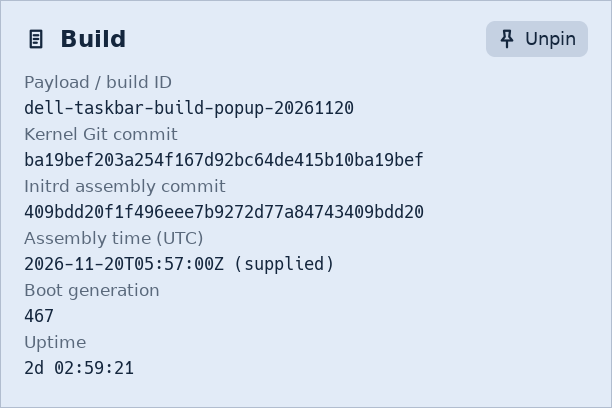 Build
Unpin
Payload / build ID
dell-taskbar-build-popup-20261120
Kernel Git commit
ba19bef203a254f167d92bc64de415b10ba19bef
Initrd assembly commit
409bdd20f1f496eee7b9272d77a84743409bdd20
Assembly time (UTC)
2026-11-20T05:57:00Z (supplied)
Boot generation
467
Uptime
2d 02:59:21